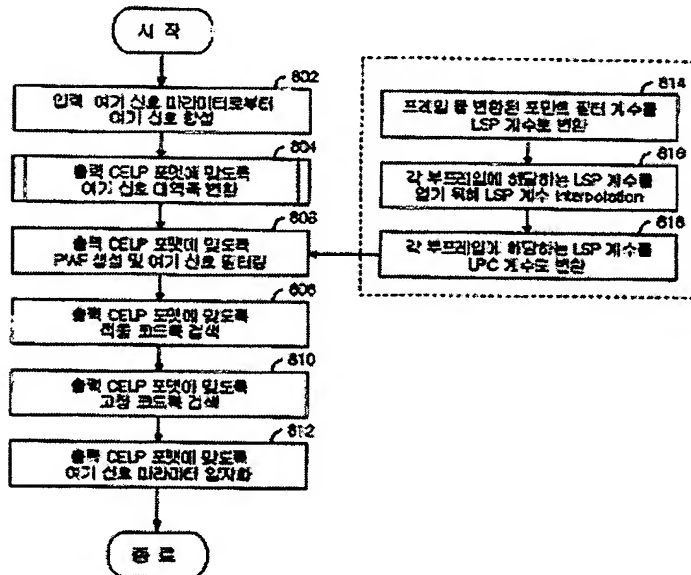 시 작
802
입력 여기 신호 파라미터로부터
여기 신호 합성
804
출력 CELP 포맷에 맞도록
여기 신호 대역폭 변환
806
출력 CELP 포맷에 맞도록
PWF 생성 및 여기 신호 필터링
808
출력 CELP 포맷에 맞도록
적응 코드북 검색
810
출력 CELP 포맷에 맞도록
고정 코드북 검색
812
출력 CELP 포맷에 맞도록
여기 신호 파라미터 양자화
종 료
814
프레임 율 변환된 포만트 필터 계수를
LSP 계수로 변환
816
각 부프레임에 해당하는 LSP 계수를
얻기 위해 LSP 계수 Interpolation
818
각 부프레임에 해당하는 LSP 계수를
LPC 계수로 변환